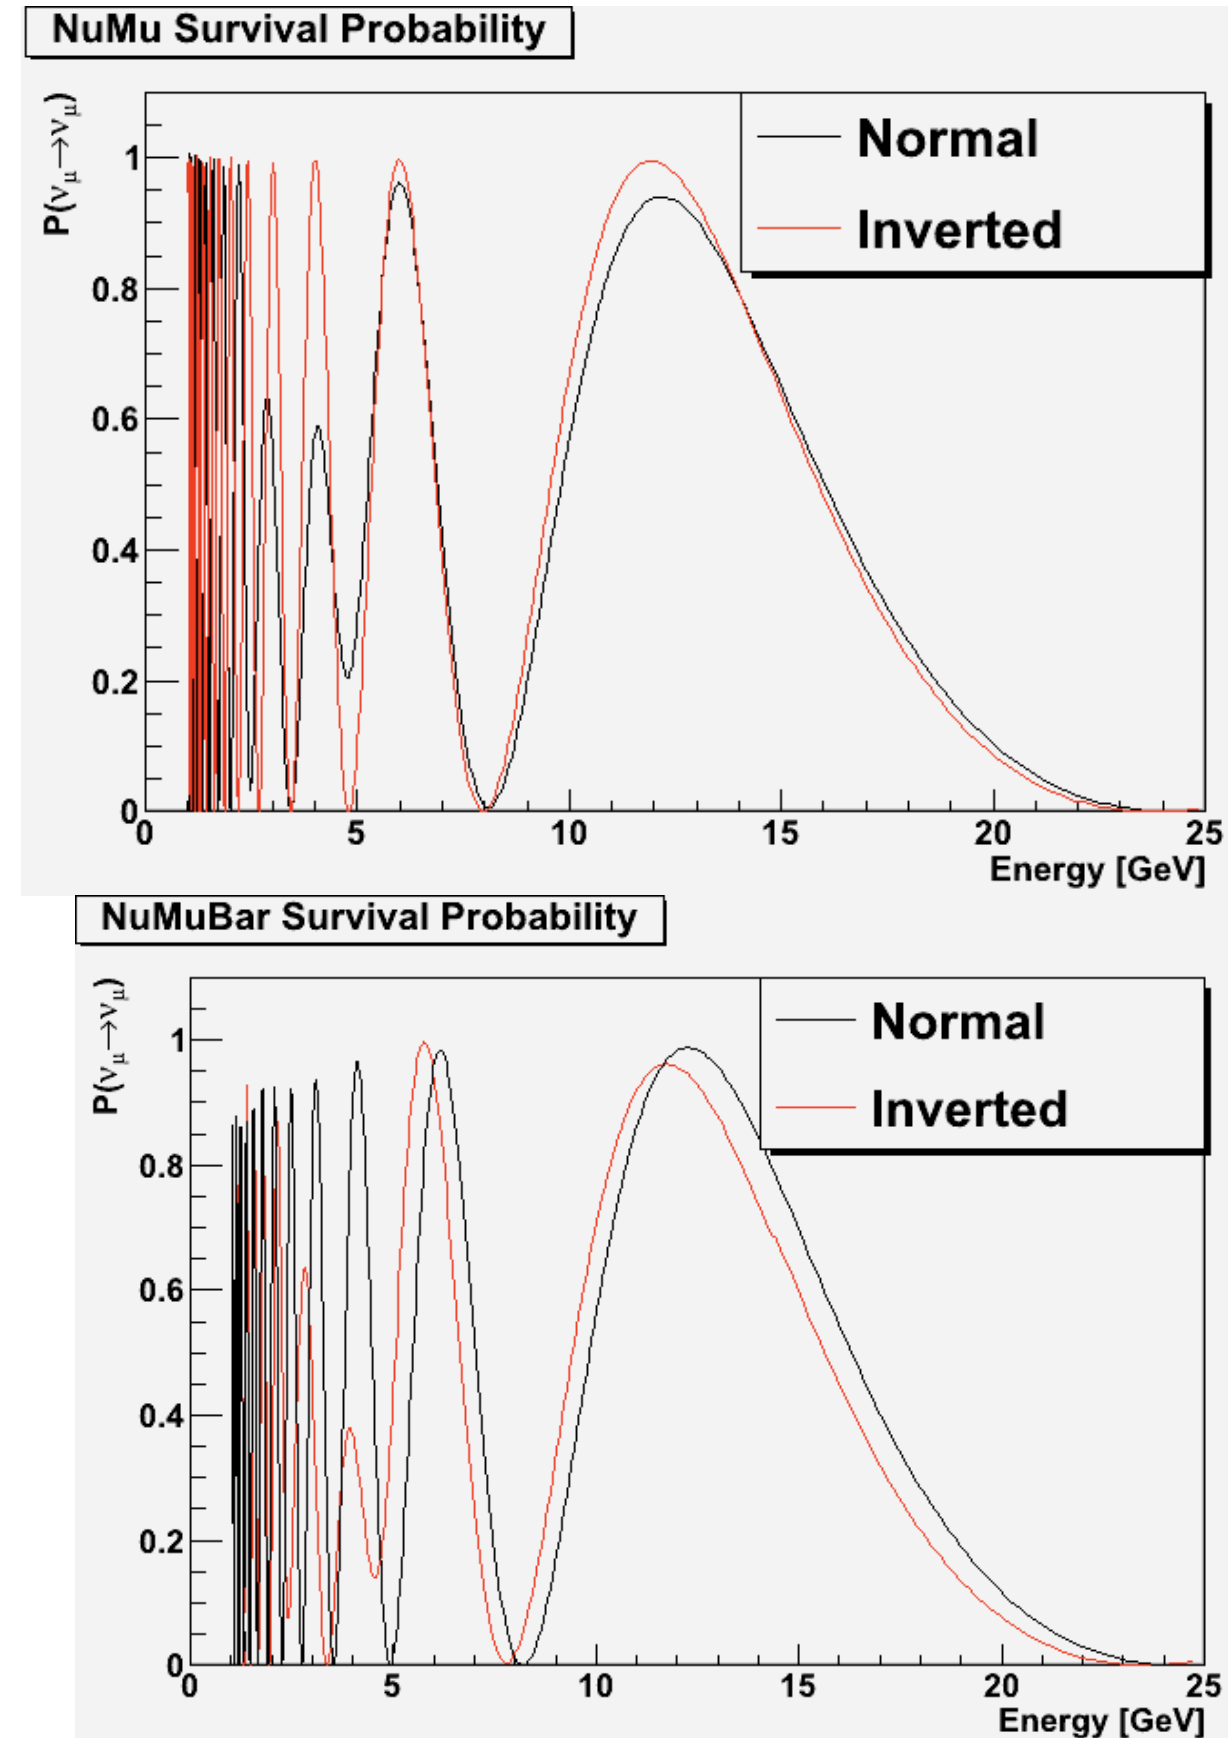 NuMu Survival Probability
P(νμ→νμ)
Normal
Inverted
1
0.8
0.6
0.4
0.2
0
0 5 10 15 20 25
Energy [GeV]
NuMuBar Survival Probability
P(νμ→νμ)
Normal
Inverted
1
0.8
0.6
0.4
0.2
0
0 5 10 15 20 25
Energy [GeV]